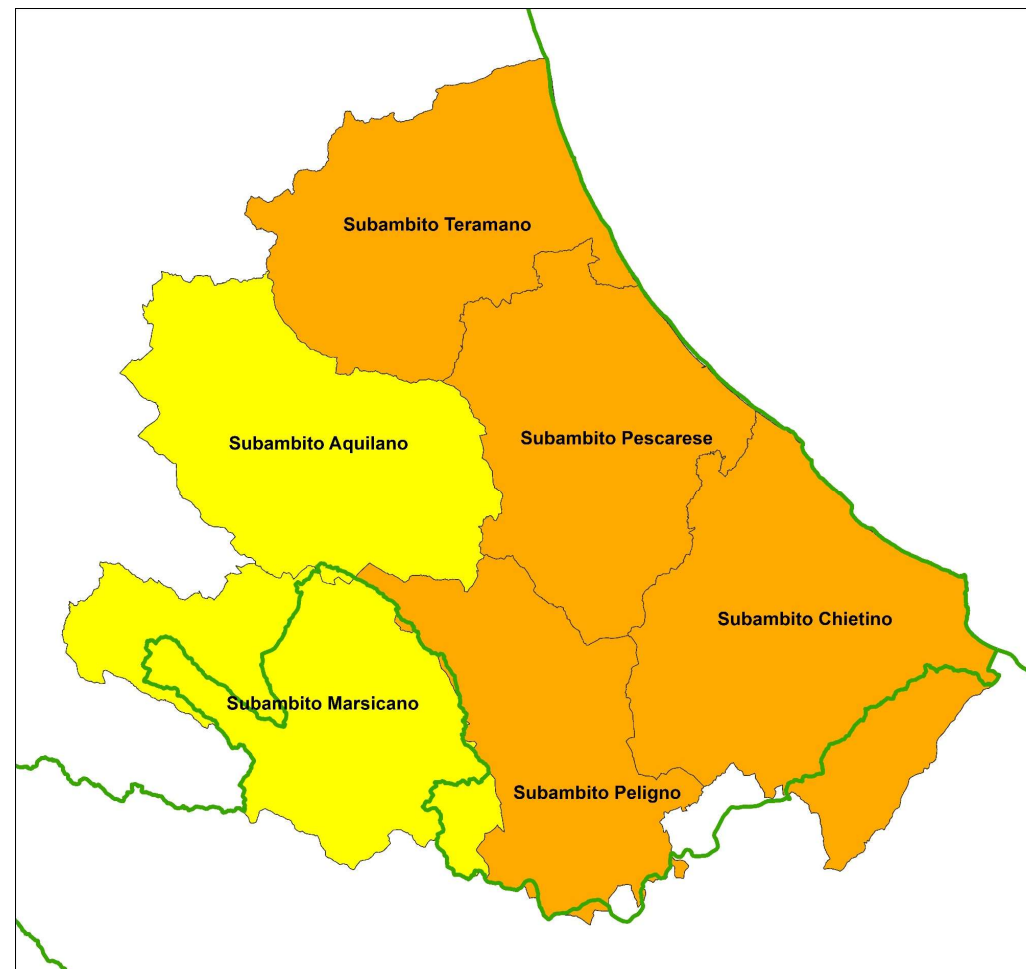 Subambito Teramano
Subambito Aquilano
Subambito Pescarese
Subambito Chietino
Subambito Marsicano
Subambito Peligno